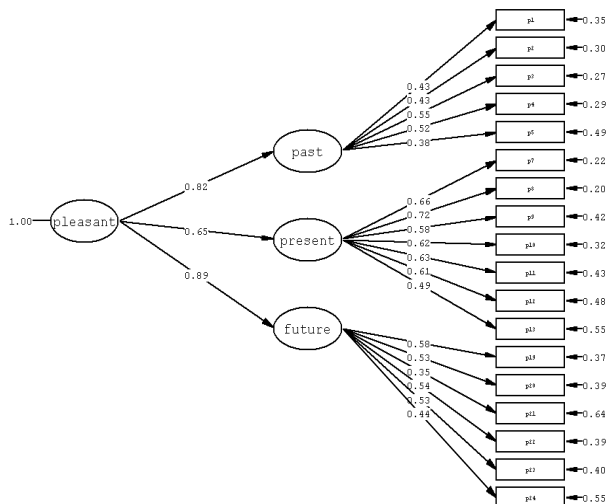 p1
0.35
p2
0.30
p3
0.27
p4
0.29
p5
0.49
0.43
0.43
0.55
0.52
0.38
past
p7
0.22
p8
0.20
p9
0.42
p10
0.32
p11
0.43
p12
0.48
p13
0.55
0.82
0.66
0.72
0.58
0.62
0.63
0.61
0.49
1.00
pleasant
0.65
present
0.89
future
0.58
0.53
0.35
0.54
0.53
0.44
p19
0.37
p20
0.39
p21
0.64
p22
0.39
p23
0.40
p24
0.55